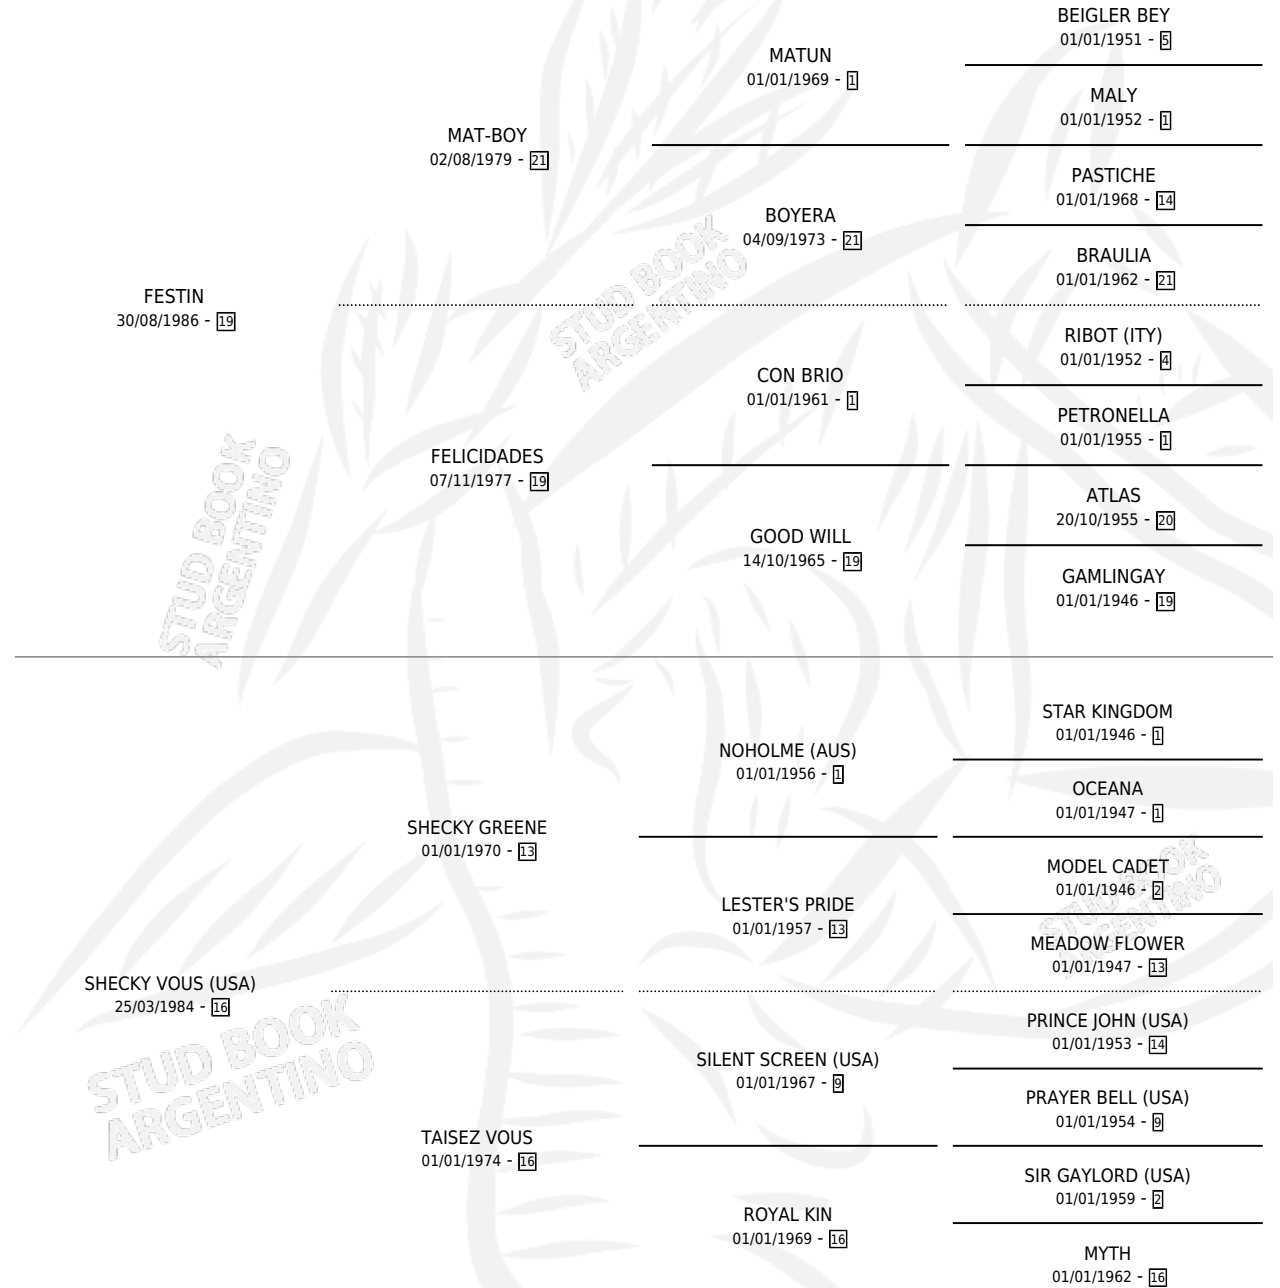 BEIGLER BEY
01/01/1951 - 5
MATUN
01/01/1969 - 1
MALY
01/01/1952 - 1
MAT-BOY
02/08/1979 - 21
PASTICHE
01/01/1968 - 14
BOYERA
04/09/1973 - 21
BRAULIA
01/01/1962 - 21
FESTIN
30/08/1986 - 19
RIBOT (ITY)
01/01/1952 - 4
CON BRIO
01/01/1961 - 1
PETRONELLA
01/01/1955 - 1
FELICIDADES
07/11/1977 - 19
ATLAS
20/10/1955 - 20
GOOD WILL
14/10/1965 - 19
GAMLINGAY
01/01/1946 - 19
STAR KINGDOM
01/01/1946 - 1
NOHOLME (AUS)
01/01/1956 - 1
OCEANA
01/01/1947 - 1
SHECKY GREENE
01/01/1970 - 13
MODEL CADET
01/01/1946 - 2
LESTER'S PRIDE
01/01/1957 - 13
MEADOW FLOWER
01/01/1947 - 13
SHECKY VOUS (USA)
25/03/1984 - 16
PRINCE JOHN (USA)
01/01/1953 - 14
SILENT SCREEN (USA)
01/01/1967 - 9
PRAYER BELL (USA)
01/01/1954 - 9
TAISEZ VOUS
01/01/1974 - 16
SIR GAYLORD (USA)
01/01/1959 - 2
ROYAL KIN
01/01/1969 - 16
MYTH
01/01/1962 - 16
STUD BOOK
ARGENTINO
STUD BOOK
ARGENTINO
STUD BOOK
ARGENTINO
STUD BOOK
ARGENTINO